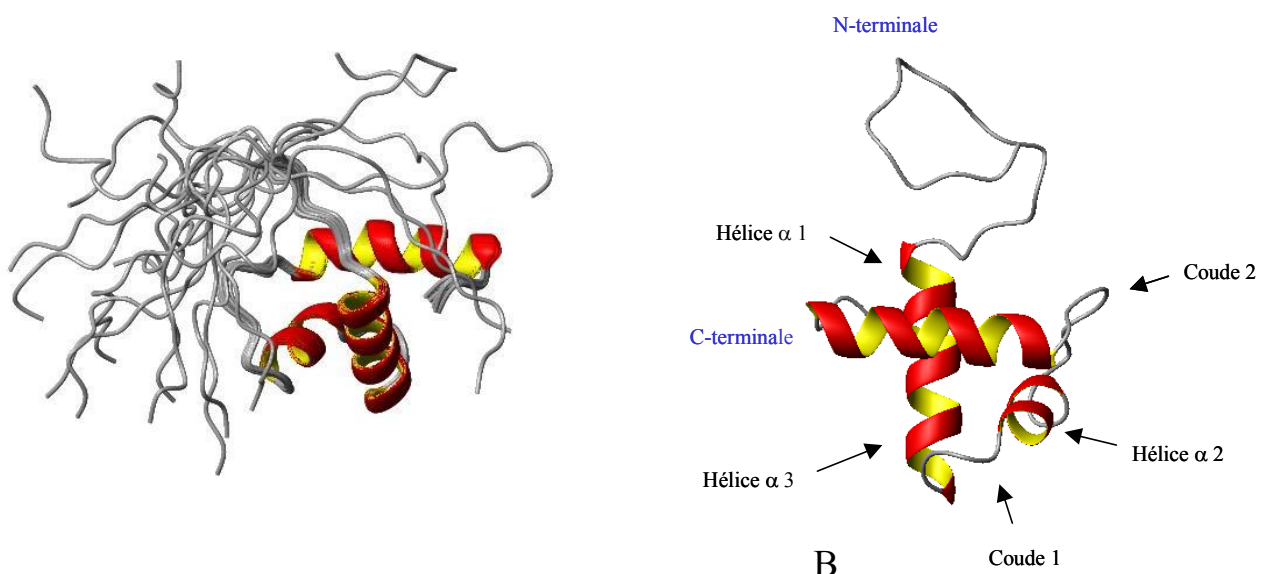 N-terminale
Hélice α 1
Coude 2
C-terminale
Hélice α 2
Hélice α 3
Coude 1
B